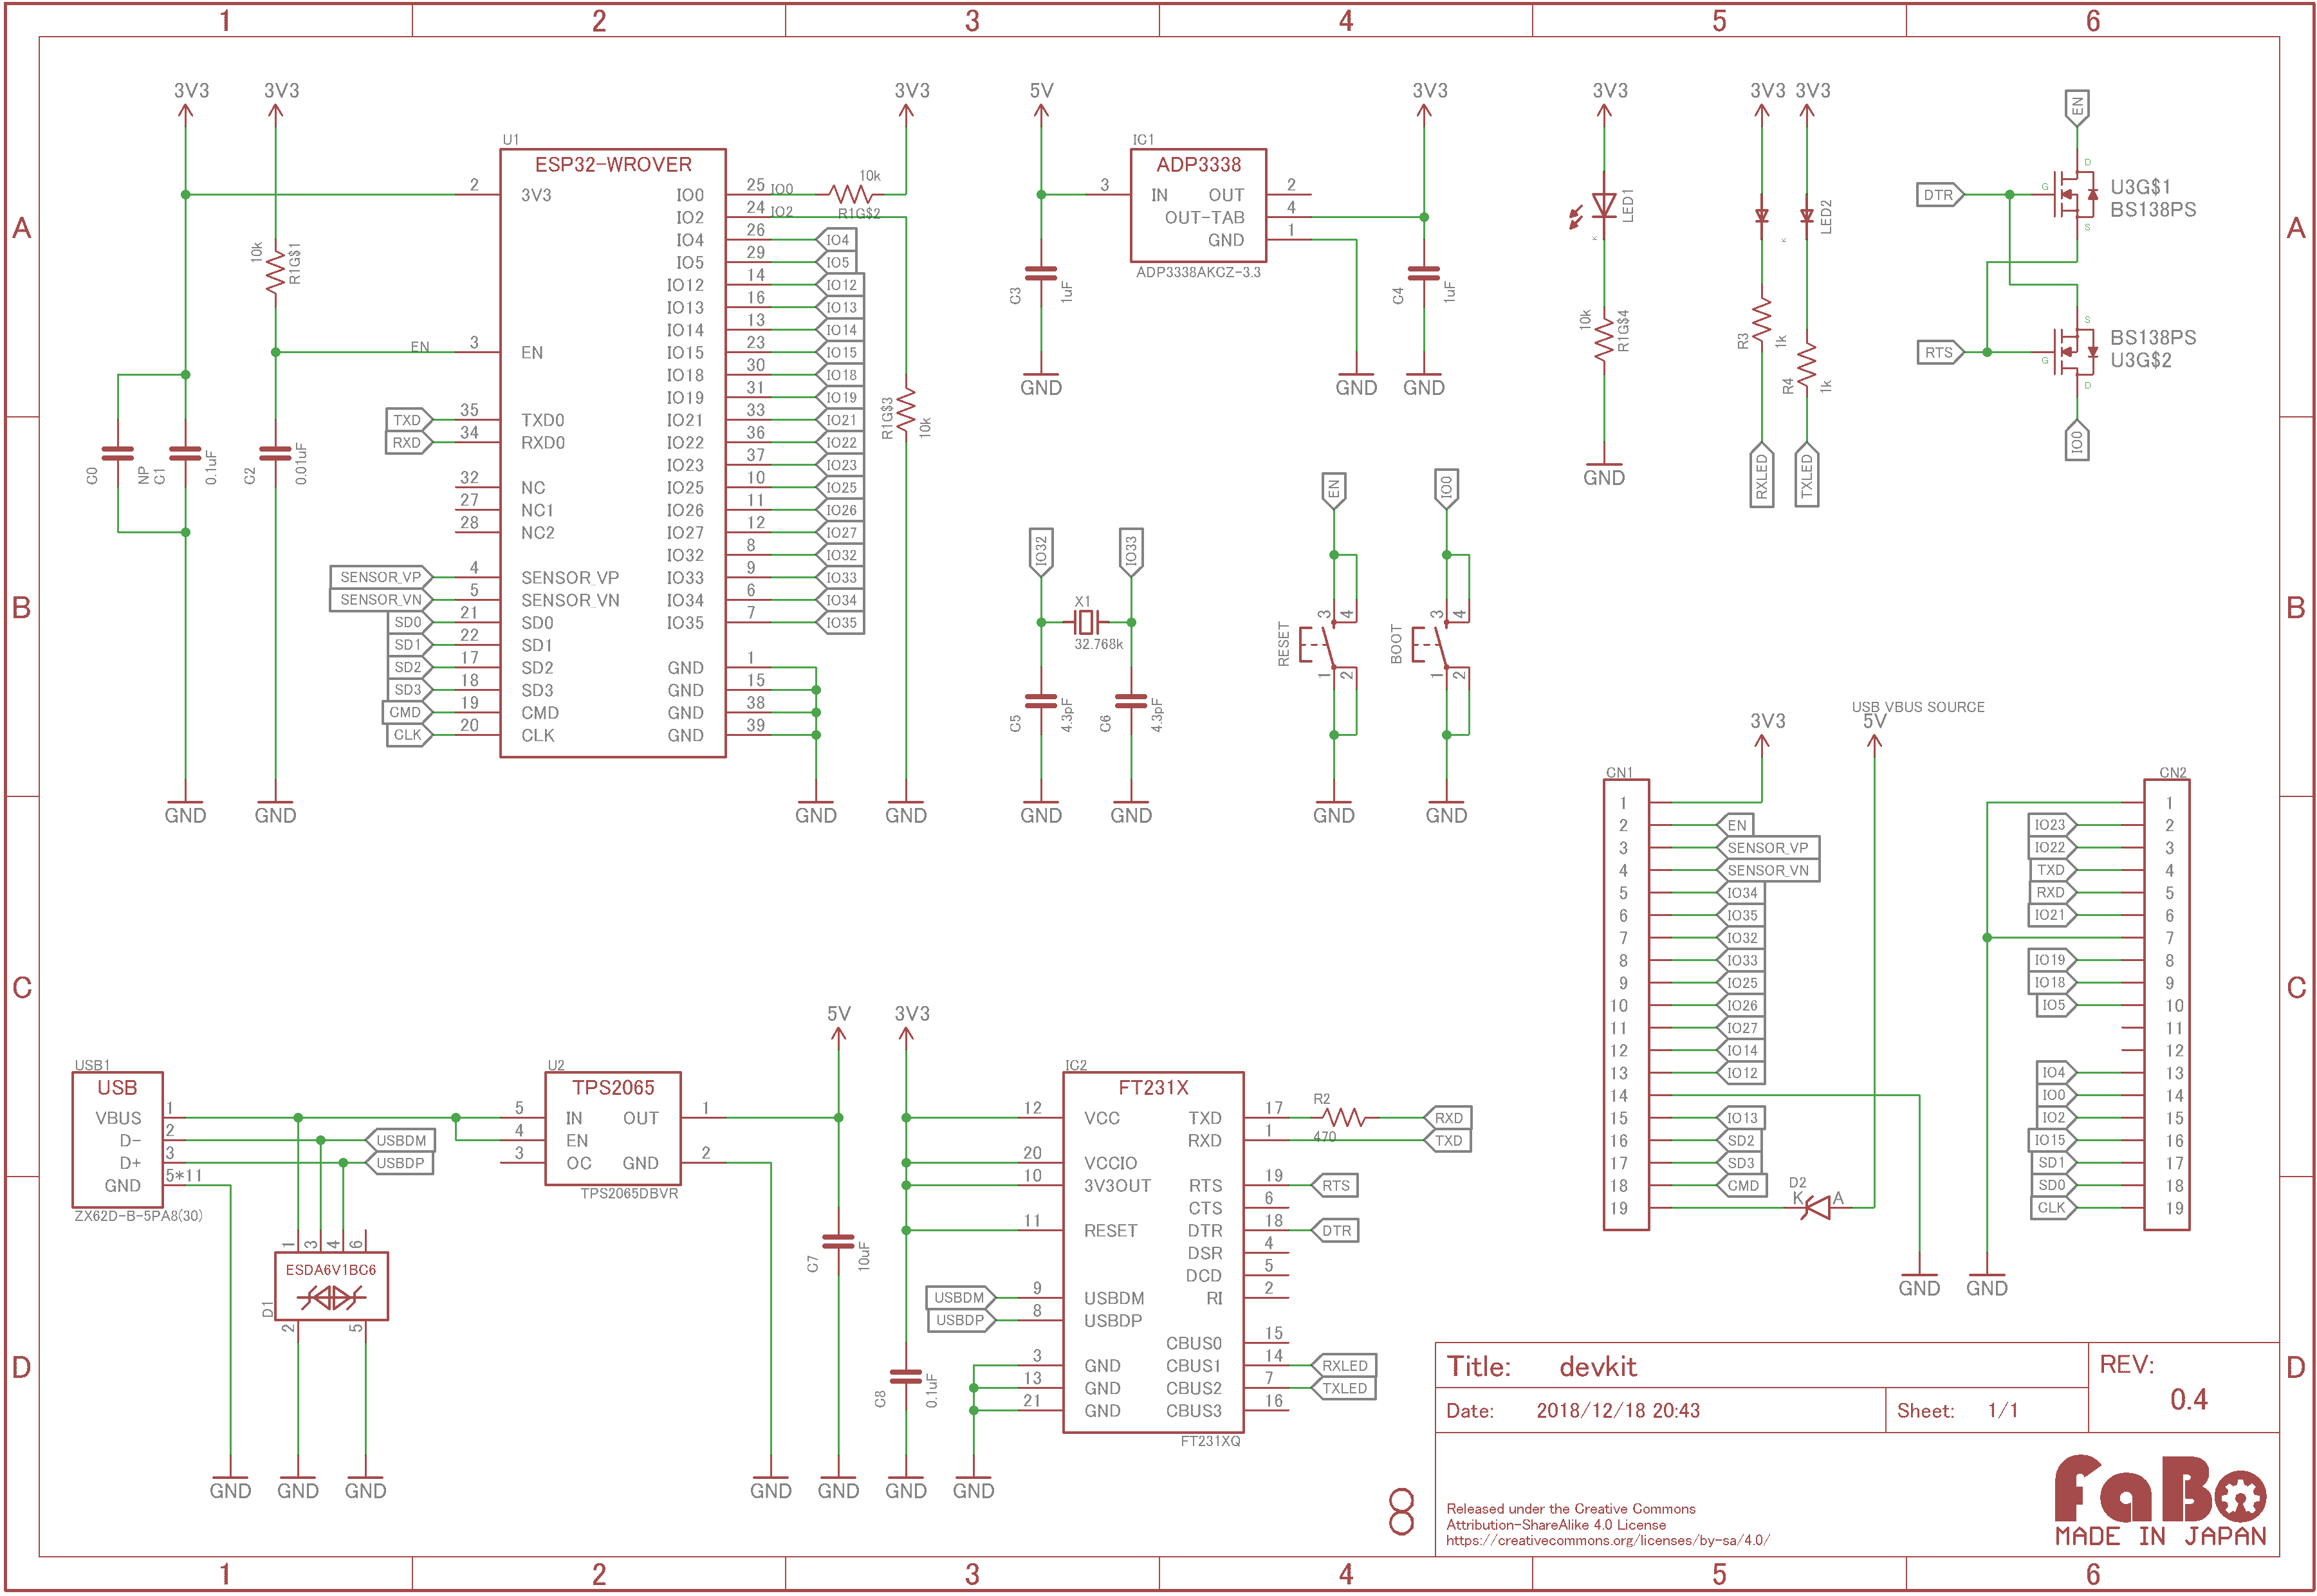 1 2 3 4 5 6
A A
B B
C C
D D
3V3 3V3
10k
R1G$1
EN
C0 NP
C1 0.1uF
C2 0.01uF
GND GND
U1
ESP32-WROVER
2 3V3
3 EN
TXD 35 TXD0
RXD 34 RXD0
32 NC
27 NC1
28 NC2
SENSOR_VP 4 SENSOR_VP
SENSOR_VN 5 SENSOR_VN
SD0 21 SD0
SD1 22 SD1
SD2 17 SD2
SD3 18 SD3
CMD 19 CMD
CLK 20 CLK
IO0 25 IO0
IO2 24 IO2
IO4 26 IO4
IO5 29 IO5
IO12 14 IO12
IO13 16 IO13
IO14 13 IO14
IO15 23 IO15
IO18 30 IO18
IO19 31 IO19
IO21 33 IO21
IO22 36 IO22
IO23 37 IO23
IO25 10 IO25
IO26 11 IO26
IO27 12 IO27
IO32 8 IO32
IO33 9 IO33
IO34 6 IO34
IO35 7 IO35
GND 1
GND 15
GND 38
GND 39
3V3
10k
R1G$2
R1G$3
10k
GND GND
5V 3V3
IC1
ADP3338
3 IN OUT 2
OUT-TAB 4
GND 1
ADP3338AKCZ-3.3
C3 1uF
C4 1uF
GND GND GND
3V3
LED1
K
10k
R1G$4
GND
3V3 3V3
K
LED2
R3 1k
R4 1k
RXLED TXLED
EN
DTR
D
G
S
U3G$1
BS138PS
RTS
S
G
D
BS138PS
U3G$2
IO0
IO32 IO33
X1
32.768k
C5 4.3pF
C6 4.3pF
GND GND
EN IO0
RESET
3 4
1 2
BOOT
3 4
1 2
GND GND
USB VBUS SOURCE
3V3 5V
CN1
1
2 EN
3 SENSOR_VP
4 SENSOR_VN
5 IO34
6 IO35
7 IO32
8 IO33
9 IO25
10 IO26
11 IO27
12 IO14
13 IO12
14
15 IO13
16 SD2
17 SD3
18 CMD
19
D2
K A
GND GND
CN2
1
IO23 2
IO22 3
TXD 4
RXD 5
IO21 6
7
IO19 8
IO18 9
IO5 10
11
12
IO4 13
IO0 14
IO2 15
IO15 16
SD1 17
SD0 18
CLK 19
USB1
USB
VBUS 1
D- 2 USBDM
D+ 3 USBDP
GND 5*11
ZX62D-B-5PA8(30)
1 3 4 6
ESDA6V1BC6
D1
2 5
GND GND GND
U2
TPS2065
5 IN OUT 1
4 EN
3 OC GND 2
TPS2065DBVR
5V
C7 10uF
GND GND
3V3
C8 0.1uF
GND GND
IC2
FT231X
12 VCC
20 VCCIO
10 3V3OUT
11 RESET
USBDM 9 USBDM
USBDP 8 USBDP
3 GND
13 GND
21 GND
TXD 17 R2 RXD
RXD 1 470 TXD
RTS 19 RTS
CTS 6
DTR 18 DTR
DSR 4
DCD 5
RI 2
CBUS0 15
CBUS1 14 RXLED
CBUS2 7 TXLED
CBUS3 16
FT231XQ
Title: devkit
REV:
0.4
Date: 2018/12/18 20:43
Sheet: 1/1
Released under the Creative Commons
Attribution-ShareAlike 4.0 License
https://creativecommons.org/licenses/by-sa/4.0/
FaBo
MADE IN JAPAN
1 2 3 4 5 6